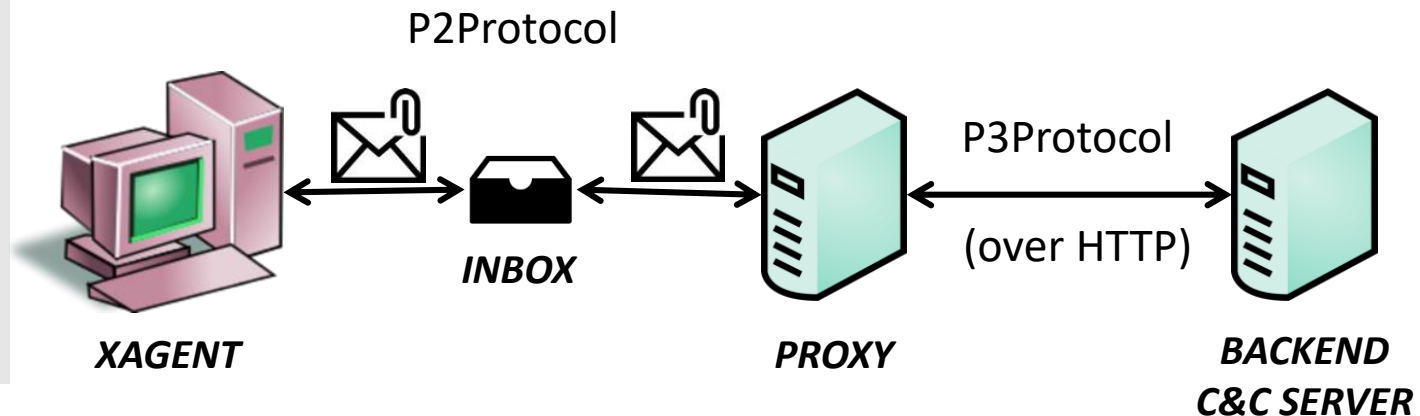 P2Protocol
P3Protocol
(over HTTP)
INBOX
XAGENT
PROXY
BACKEND
C&C SERVER